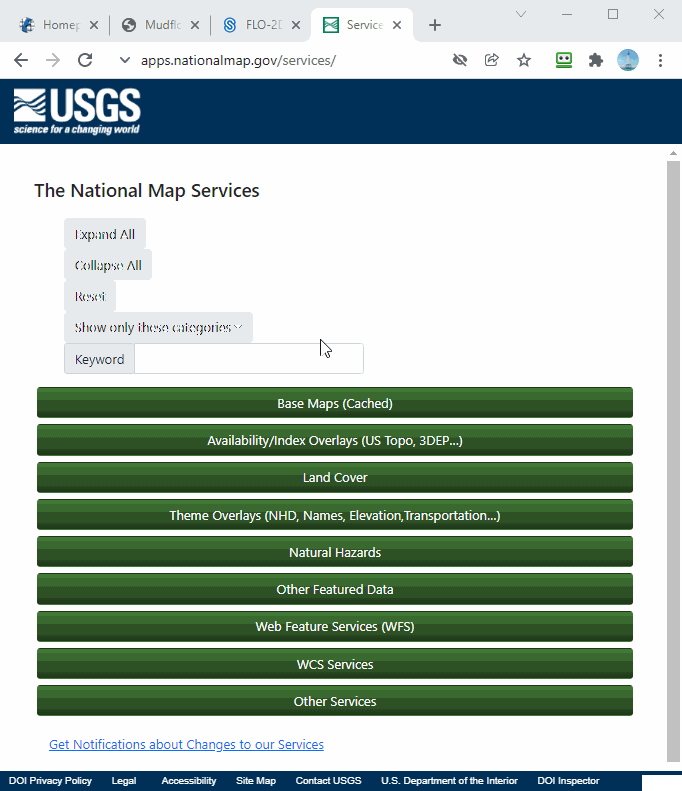 Homep
Mudflo
FLO-2D
Service
apps.nationalmap.gov/services/
USGS
science for a changing world
The National Map Services
Expand All
Collapse All
Reset
Show only these categories
Keyword
Base Maps (Cached)
Availability/Index Overlays (US Topo, 3DEP...)
Land Cover
Theme Overlays (NHD, Names, Elevation,Transportation...)
Natural Hazards
Other Featured Data
Web Feature Services (WFS)
WCS Services
Other Services
Get Notifications about Changes to our Services
DOI Privacy Policy Legal Accessibility Site Map Contact USGS U.S. Department of the Interior DOI Inspector